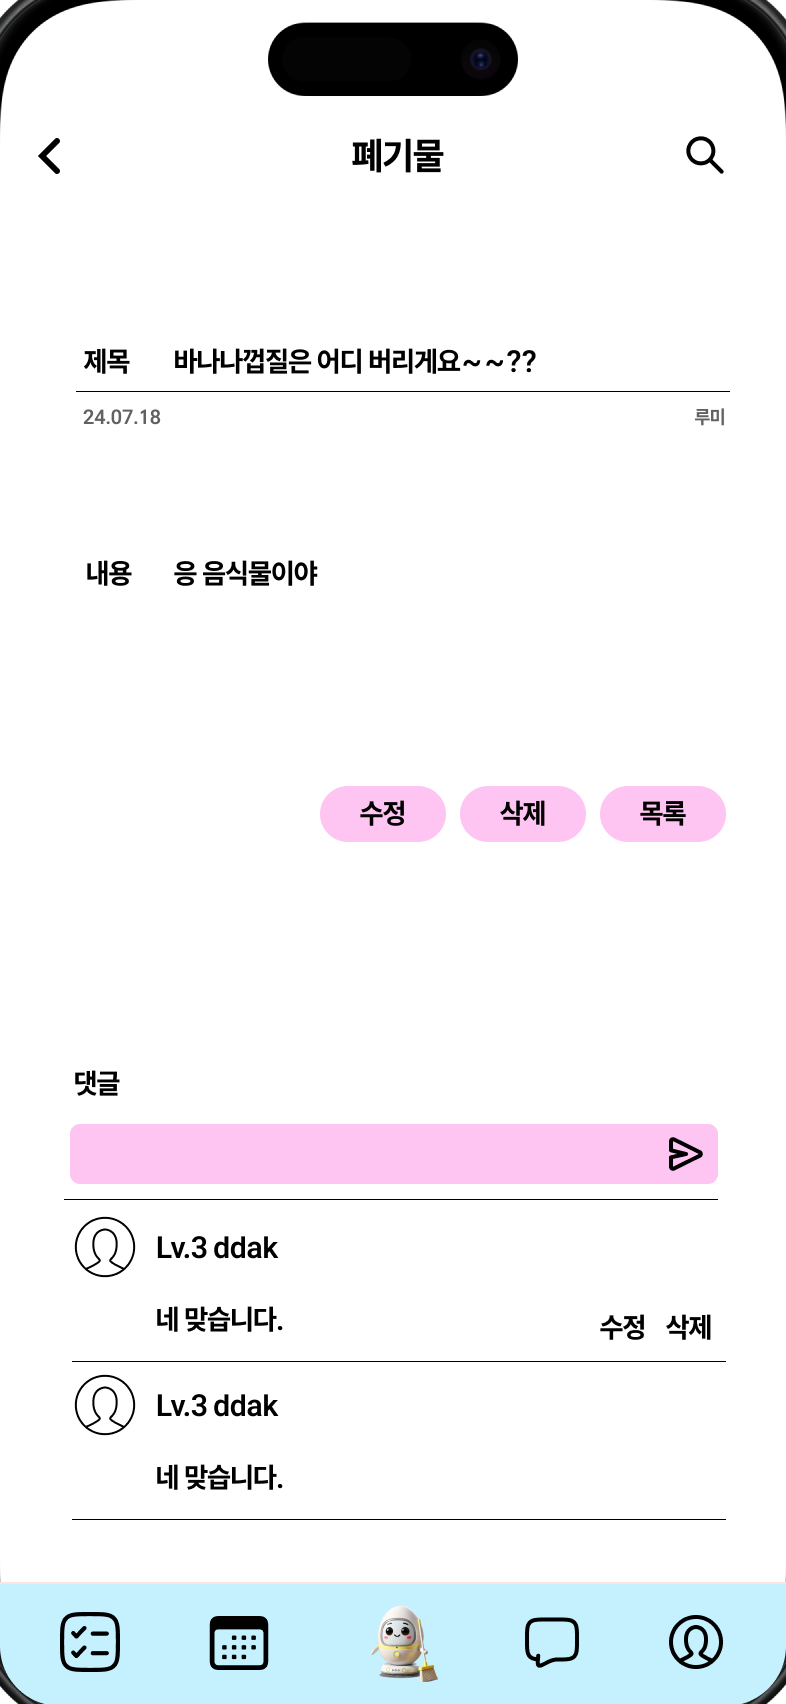 폐기물
제목 바나나껍질은 어디 버리게요~~??
24.07.18 루미
내용 응 음식물이야
수정 삭제 목록
댓글
Lv.3 ddak
네 맞습니다.
수정 삭제
Lv.3 ddak
네 맞습니다.